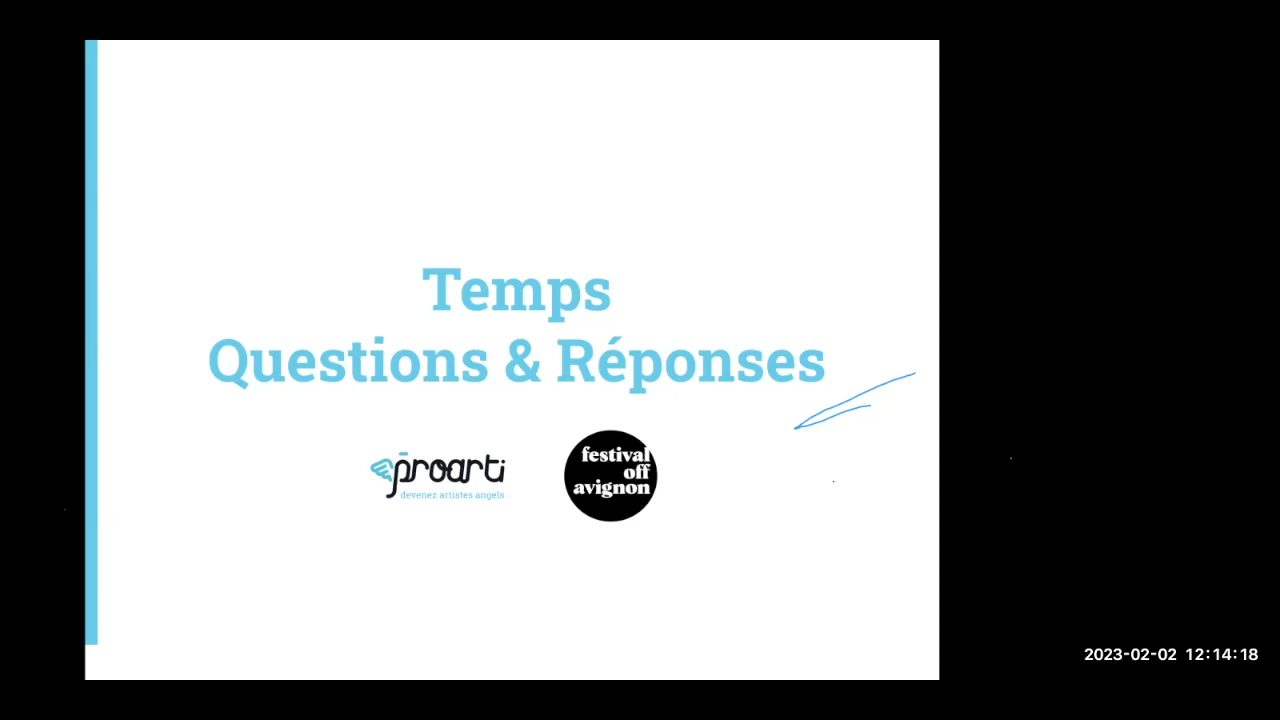 Temps
Questions & Réponses
proarti
devenez artistes angels
festival
off
avignon
2023-02-02 12:14:18